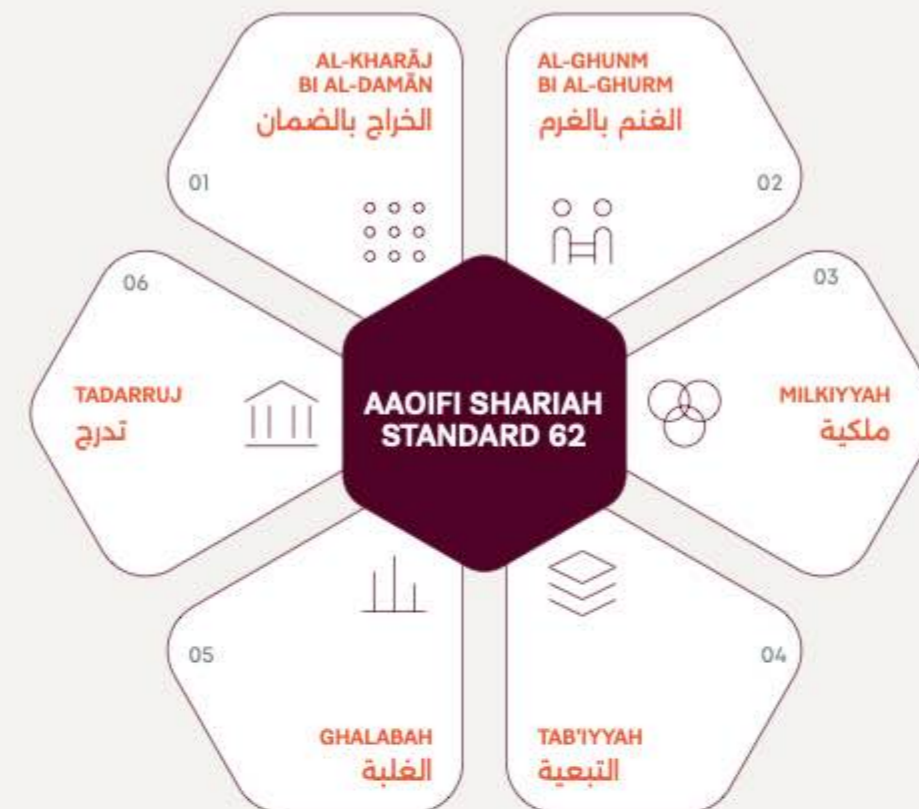 AL-KHARĀJ
BI AL-DAMĀN
الخراج بالضمان
01
AL-GHUNM
BI AL-GHURM
الغنم بالغرم
02
03
MILKIYYAH
ملكية
04
TAB'IYYAH
التبعية
05
GHALABAH
الغلبة
06
TADARRUJ
تدرج
AAOIFI SHARIAH
STANDARD 62